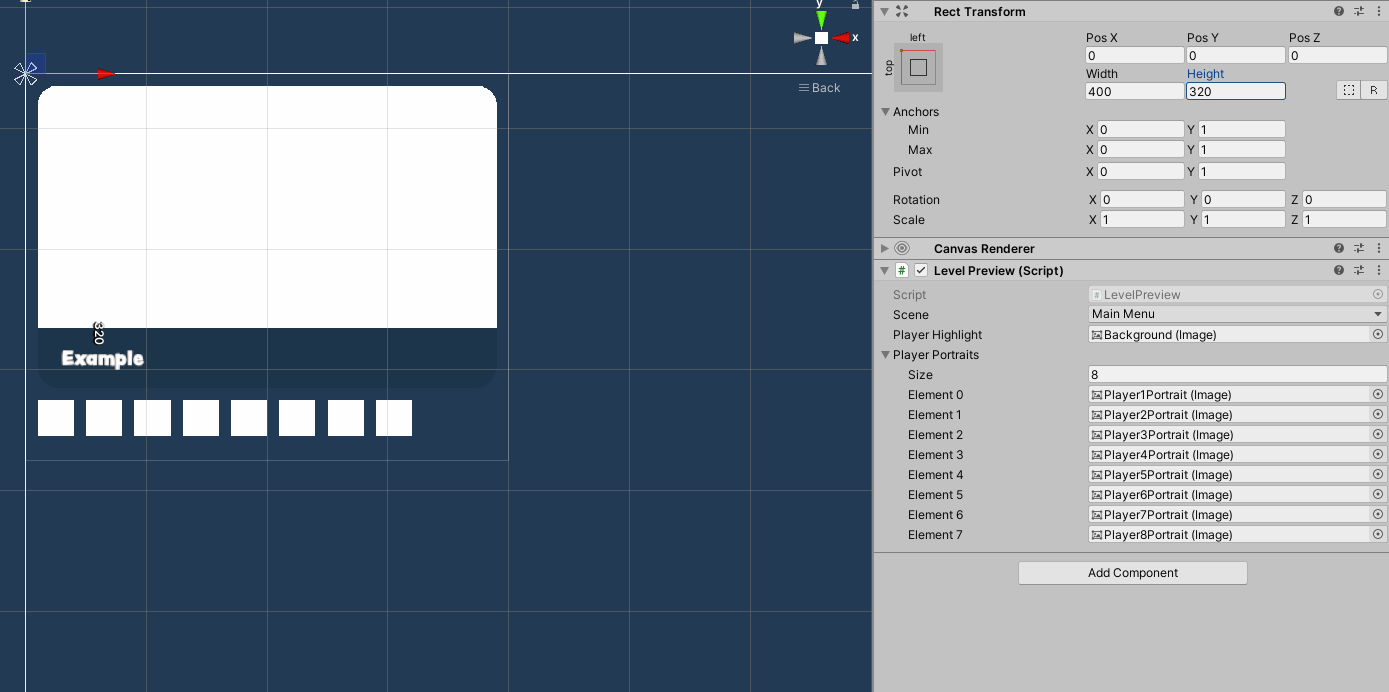 y
x
Back
320
Example
Rect Transform
left
top
Pos X Pos Y Pos Z
0 0 0
Width Height
400 320
R
Anchors
Min X 0 Y 1
Max X 0 Y 1
Pivot X 0 Y 1
Rotation X 0 Y 0 Z 0
Scale X 1 Y 1 Z 1
Canvas Renderer
# Level Preview (Script)
Script # LevelPreview
Scene Main Menu
Player Highlight Background (Image)
Player Portraits
Size 8
Element 0 Player1Portrait (Image)
Element 1 Player2Portrait (Image)
Element 2 Player3Portrait (Image)
Element 3 Player4Portrait (Image)
Element 4 Player5Portrait (Image)
Element 5 Player6Portrait (Image)
Element 6 Player7Portrait (Image)
Element 7 Player8Portrait (Image)
Add Component